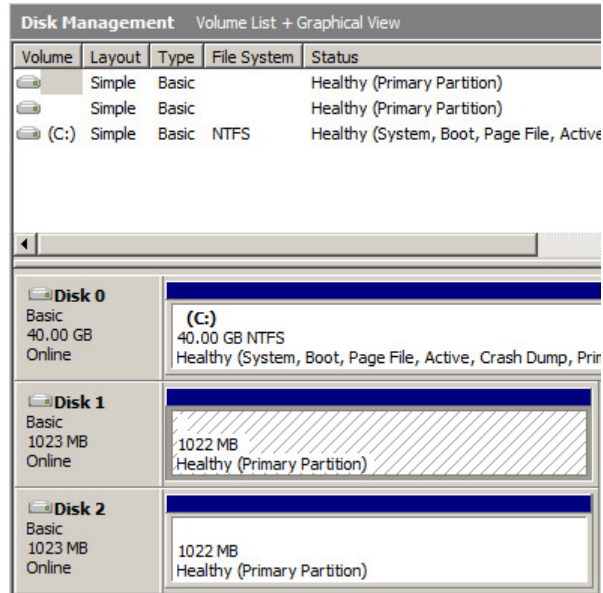 Disk Management Volume List + Graphical View
Volume Layout Type File System Status
Simple Basic Healthy (Primary Partition)
Simple Basic Healthy (Primary Partition)
(C:) Simple Basic NTFS Healthy (System, Boot, Page File, Active
Disk 0
Basic
40.00 GB
Online
(C:)
40.00 GB NTFS
Healthy (System, Boot, Page File, Active, Crash Dump, Prin
Disk 1
Basic
1023 MB
Online
1022 MB
Healthy (Primary Partition)
Disk 2
Basic
1023 MB
Online
1022 MB
Healthy (Primary Partition)